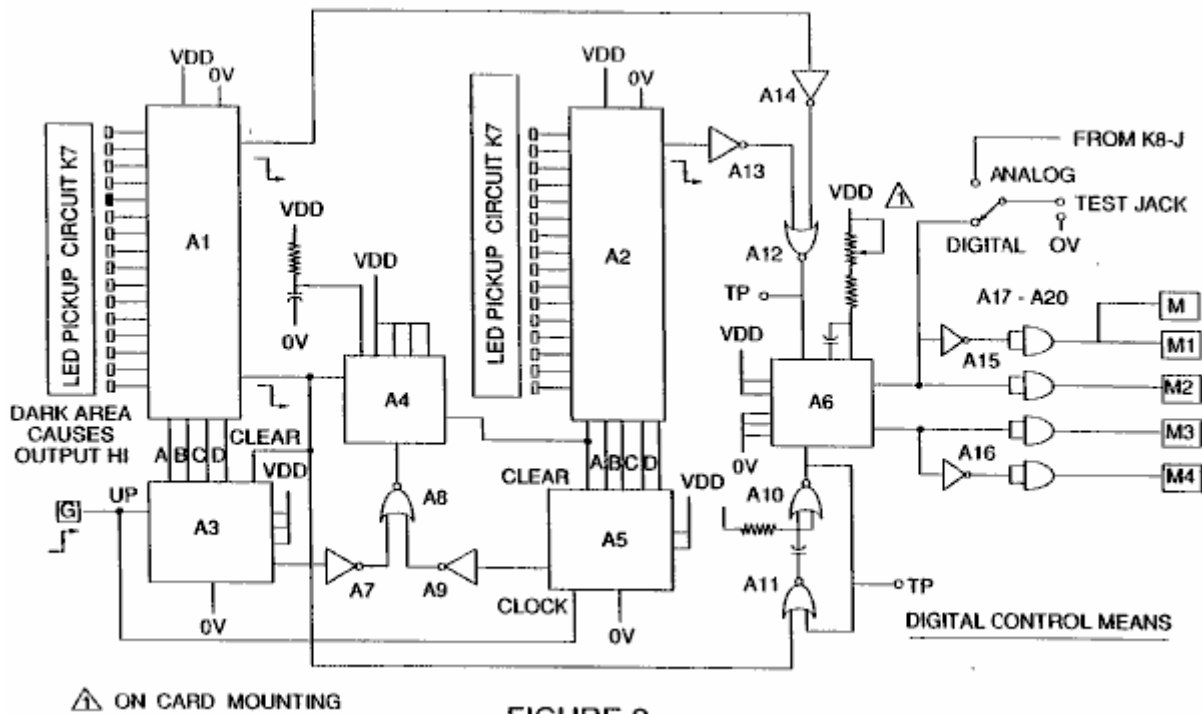 VDD
0V
LED PICKUP CIRCUIT K7
A1
DARK AREA
CAUSES
OUTPUT HI
A B C D
CLEAR
VDD
G
UP
A3
0V
VDD
0V
VDD
A4
A8
A7
A9
LED PICKUP CIRCUIT K7
VDD
0V
A2
A B C D
CLEAR
VDD
A5
CLOCK
0V
A14
A13
A12
VDD
1
TP
VDD
0V
A6
A10
A11
TP
FROM K8-J
ANALOG
TEST JACK
DIGITAL
OV
A17 - A20
A15
A16
M
M1
M2
M3
M4
DIGITAL CONTROL MEANS
1 ON CARD MOUNTING